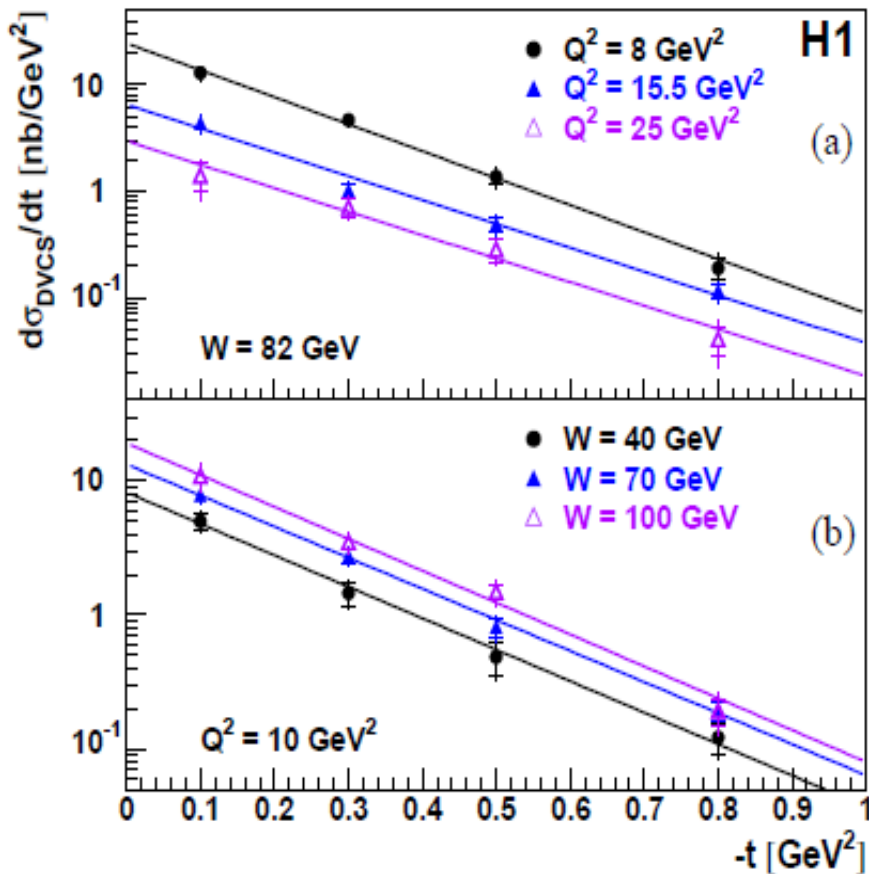 H1
Q² = 8 GeV²
Q² = 15.5 GeV²
Q² = 25 GeV²
(a)
dσ_DVCS/dt [nb/GeV²]
10
1
10⁻¹
W = 82 GeV
W = 40 GeV
W = 70 GeV
W = 100 GeV
(b)
10
1
10⁻¹
Q² = 10 GeV²
0 0.1 0.2 0.3 0.4 0.5 0.6 0.7 0.8 0.9 1
-t [GeV²]